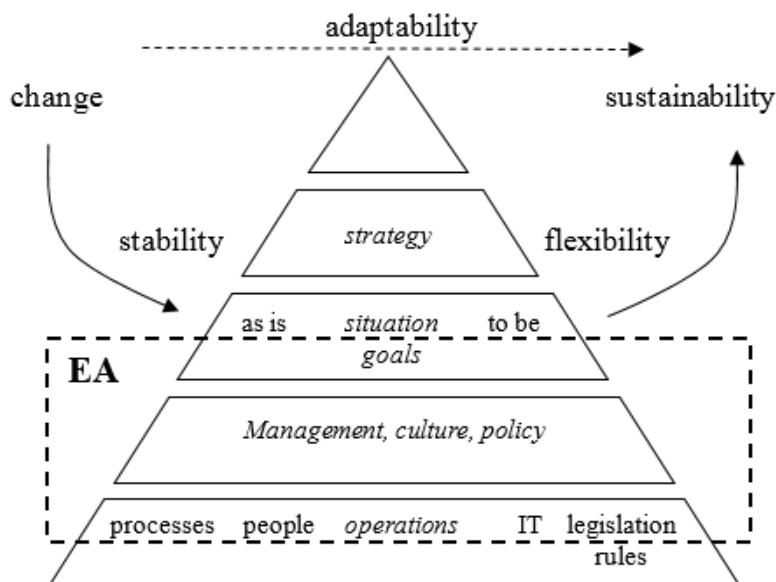 adaptability
change sustainability
stability strategy flexibility
as is situation to be
goals
EA
Management, culture, policy
processes people operations IT legislation
rules